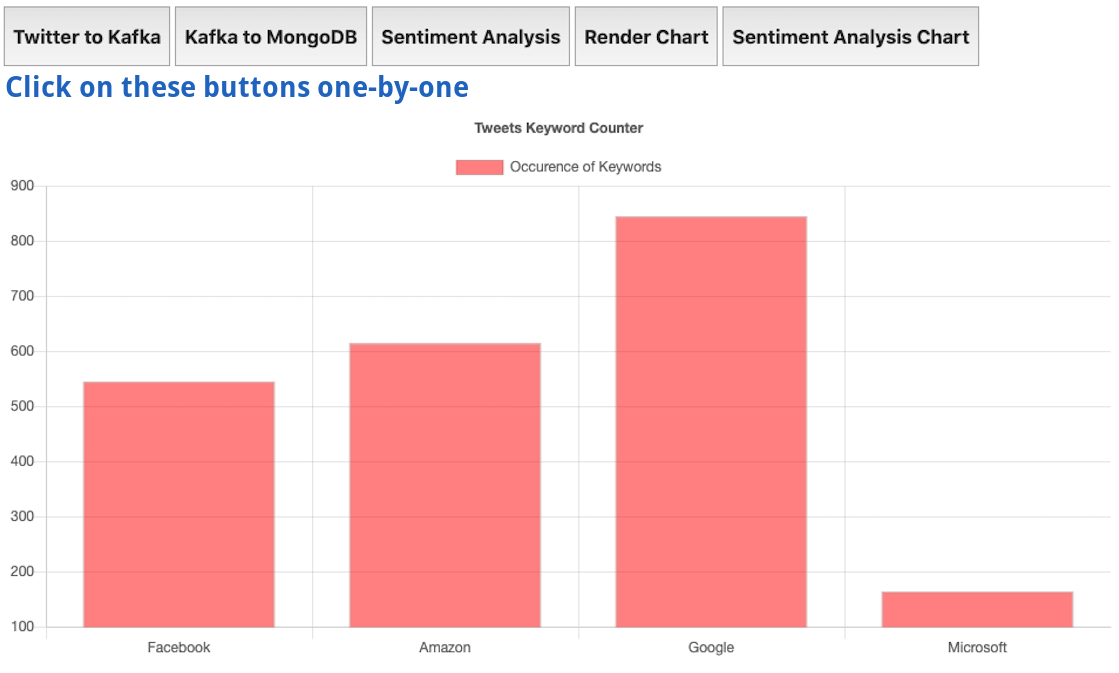 Twitter to Kafka Kafka to MongoDB Sentiment Analysis Render Chart Sentiment Analysis Chart
Click on these buttons one-by-one
Tweets Keyword Counter
Occurence of Keywords
900
800
700
600
500
400
300
200
100
Facebook Amazon Google Microsoft